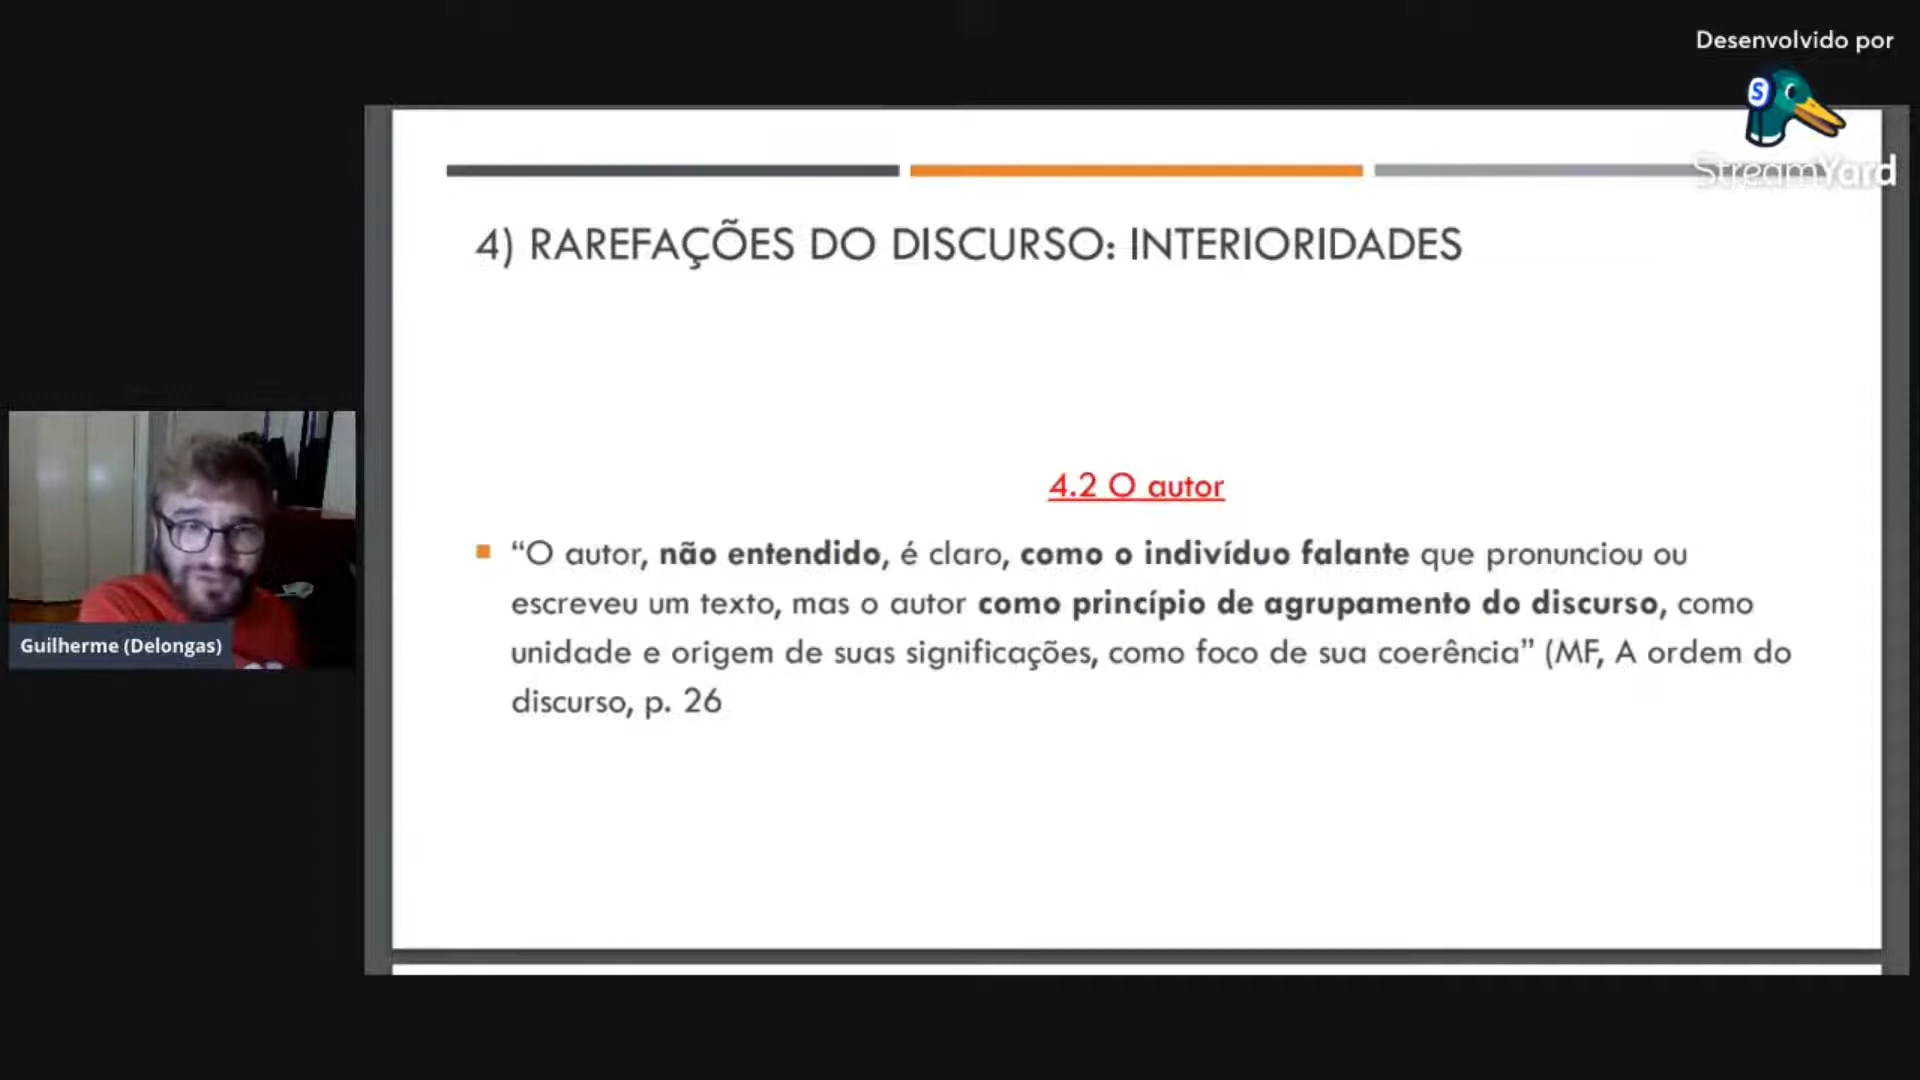 Desenvolvido por
StreamYard
4) RAREFAÇÕES DO DISCURSO: INTERIORIDADES
4.2 O autor
“O autor, não entendido, é claro, como o indivíduo falante que pronunciou ou
escreveu um texto, mas o autor como princípio de agrupamento do discurso, como
unidade e origem de suas significações, como foco de sua coerência” (MF, A ordem do
discurso, p. 26
Guilherme (Delongas)